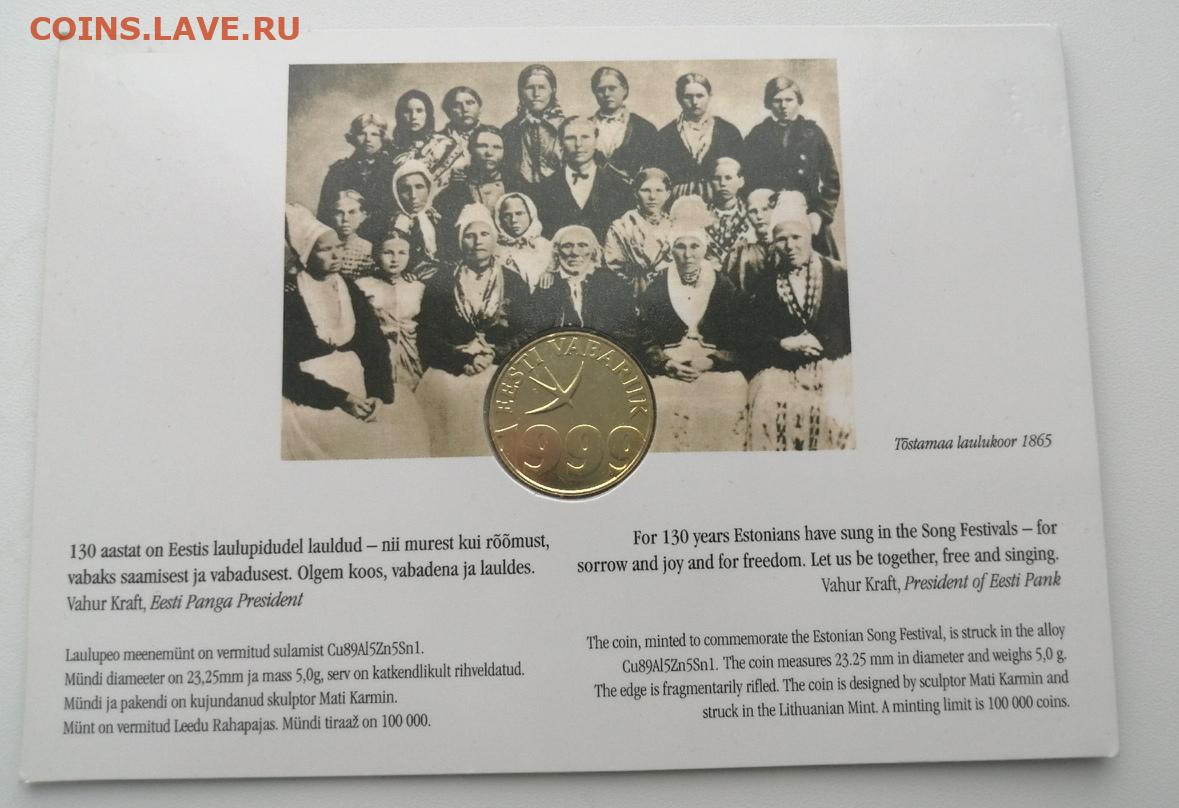 COINS.LAVE.RU
EESTI VABARIIK
1999
Tõstamaa laulukoor 1865
130 aastat on Eestis laulupidudel lauldud – nii murest kui rõõmust,
vabaks saamisest ja vabadusest. Olgem koos, vabadena ja lauldes.
Vahur Kraft, Eesti Panga President
For 130 years Estonians have sung in the Song Festivals – for
sorrow and joy and for freedom. Let us be together, free and singing.
Vahur Kraft, President of Eesti Pank
Laulupeo meenemünt on vermitud sulamist Cu89Al5Zn5Sn1.
Mündi diameeter on 23,25mm ja mass 5,0g, serv on katkendlikult rihveldatud.
Mündi ja pakendi on kujundanud skulptor Mati Karmin.
Münt on vermitud Leedu Rahapajas. Mündi tiraaž on 100 000.
The coin, minted to commemorate the Estonian Song Festival, is struck in the alloy
Cu89Al5Zn5Sn1. The coin measures 23.25 mm in diameter and weighs 5,0 g.
The edge is fragmentarily rifled. The coin is designed by sculptor Mati Karmin and
struck in the Lithuanian Mint. A minting limit is 100 000 coins.